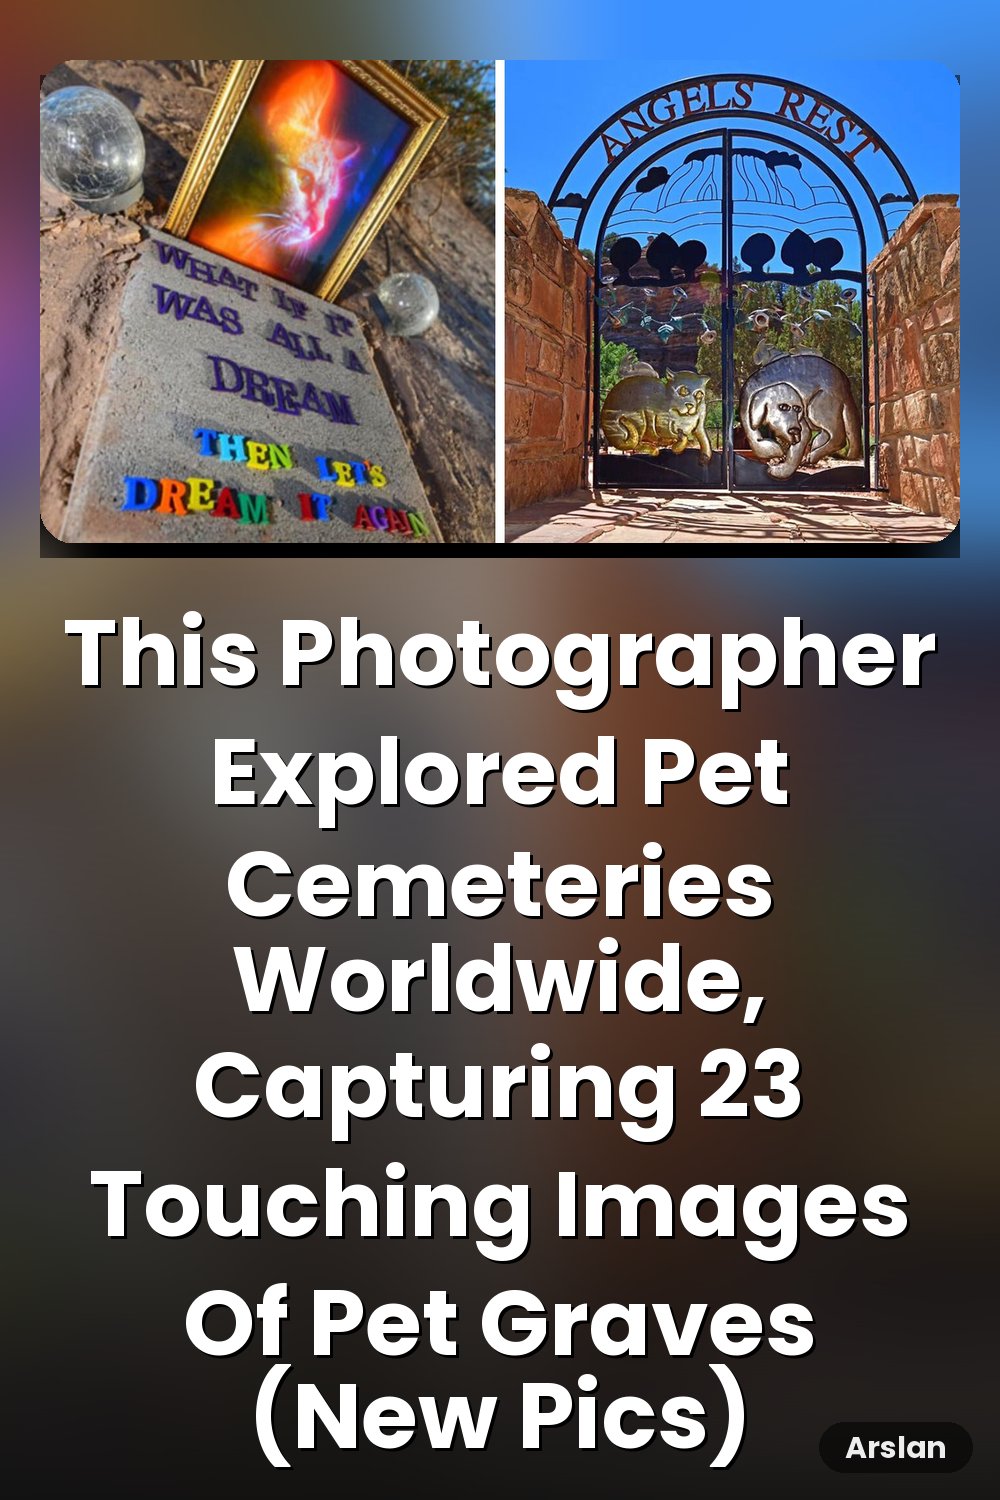 WHAT IF IT
WAS ALL A
DREAM
THEN LET'S
DREAM IT AGAIN
ANGELS REST
This Photographer
Explored Pet
Cemeteries
Worldwide,
Capturing 23
Touching Images
Of Pet Graves
(New Pics)
Arslan